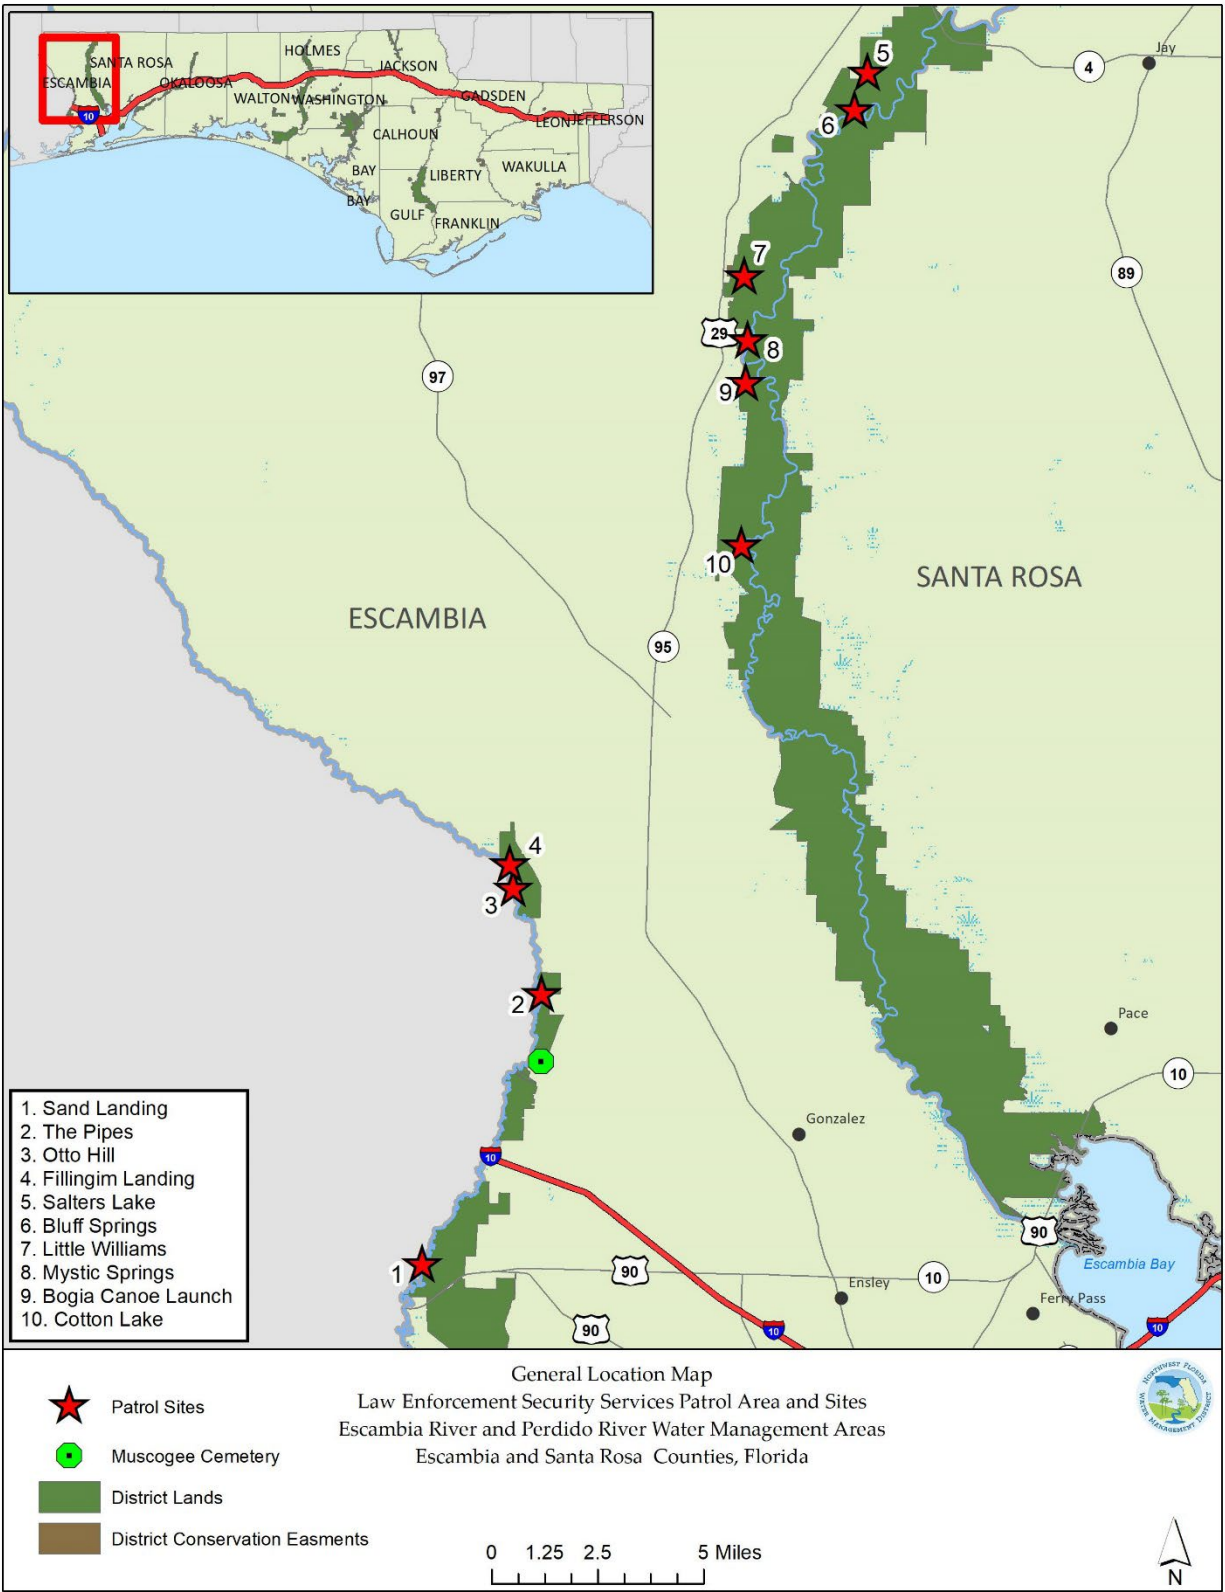 HOLMES
SANTA ROSA
JACKSON
ESCAMBIA
OKALOOSA
WALTON
WASHINGTON
GADSDEN
10
LEON
JEFFERSON
CALHOUN
BAY
LIBERTY
WAKULLA
BAY
GULF
FRANKLIN
5
4
Jay
6
7
89
29
8
97
9
10
SANTA ROSA
ESCAMBIA
95
4
3
2
Pace
10
Gonzalez
10
90
Escambia Bay
1
90
Ensley
10
Ferry Pass
90
10
10
1. Sand Landing
2. The Pipes
3. Otto Hill
4. Fillingim Landing
5. Salters Lake
6. Bluff Springs
7. Little Williams
8. Mystic Springs
9. Bogia Canoe Launch
10. Cotton Lake
Patrol Sites
Muscogee Cemetery
District Lands
District Conservation Easments
General Location Map
Law Enforcement Security Services Patrol Area and Sites
Escambia River and Perdido River Water Management Areas
Escambia and Santa Rosa Counties, Florida
NORTHWEST FLORIDA
WATER MANAGEMENT DISTRICT
0 1.25 2.5 5 Miles
N